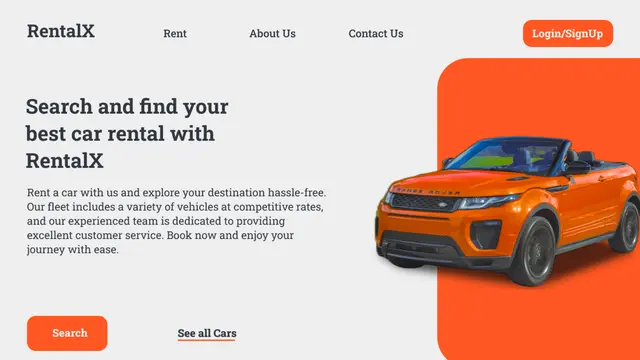 RentalX
Rent
About Us
Contact Us
Login/SignUp
Search and find your
best car rental with
RentalX
Rent a car with us and explore your destination hassle-free.
Our fleet includes a variety of vehicles at competitive rates,
and our experienced team is dedicated to providing
excellent customer service. Book now and enjoy your
journey with ease.
RANGE ROVER
Search
See all Cars